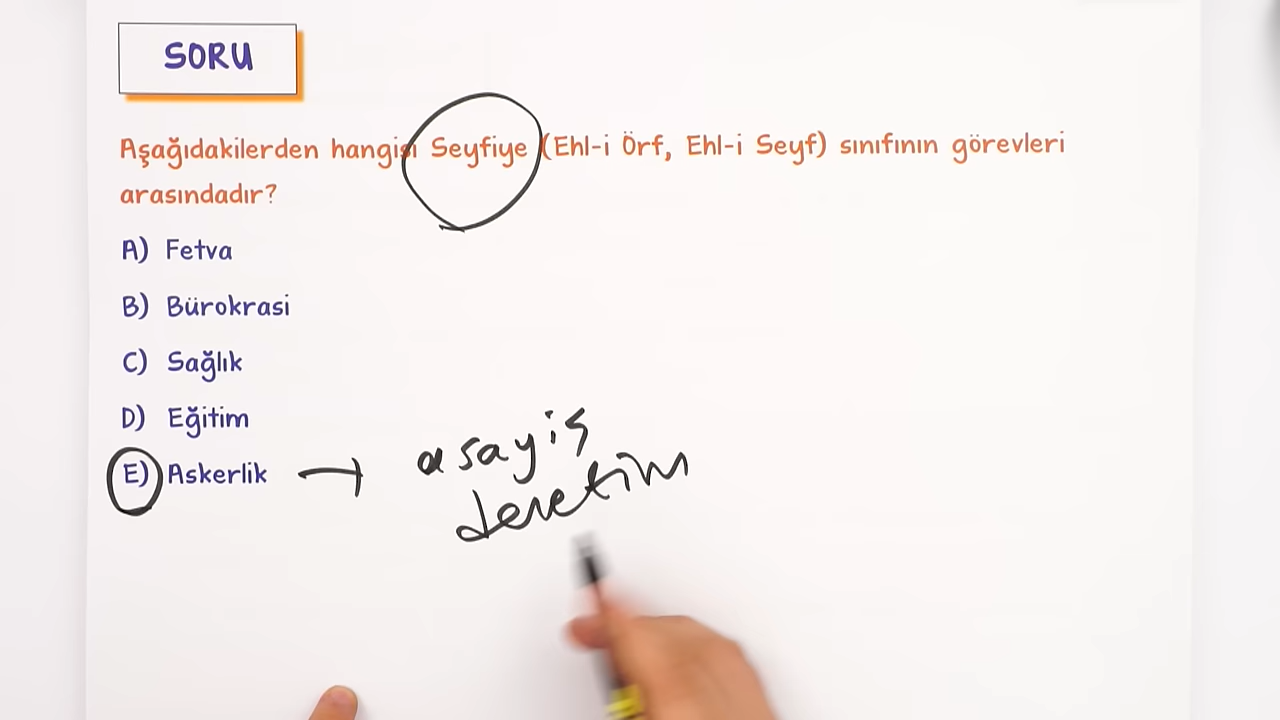 SORU
Aşağıdakilerden hangisi Seyfiye (Ehl-i Örf, Ehl-i Seyf) sınıfının görevleri
arasındadır?
A) Fetva
B) Bürokrasi
C) Sağlık
D) Eğitim
E) Askerlik
asayiş
denetim